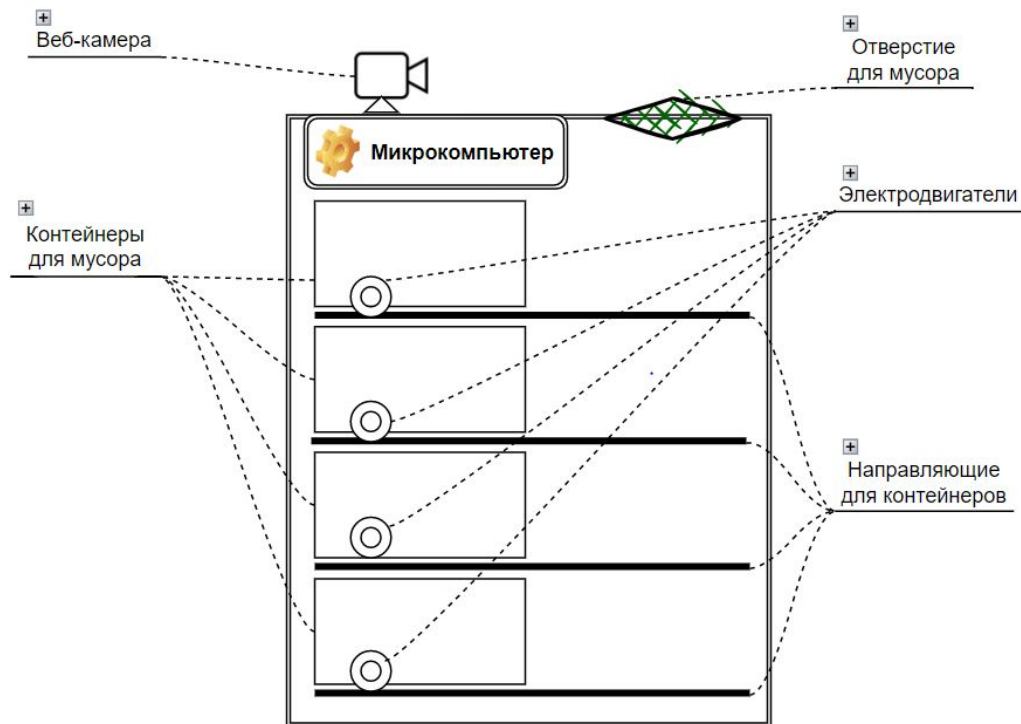 Веб-камера
Отверстие
для мусора
Микрокомпьютер
Электродвигатели
Контейнеры
для мусора
Направляющие
для контейнеров